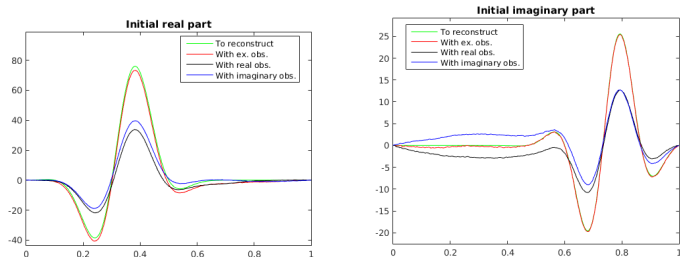 Initial real part
To reconstruct
With ex. obs.
With real obs.
With imaginary obs.
80
60
40
20
0
-20
-40
0 0.2 0.4 0.6 0.8 1
Initial imaginary part
To reconstruct
With ex. obs.
With real obs.
With imaginary obs.
25
20
15
10
5
0
-5
-10
-15
-20
0 0.2 0.4 0.6 0.8 1